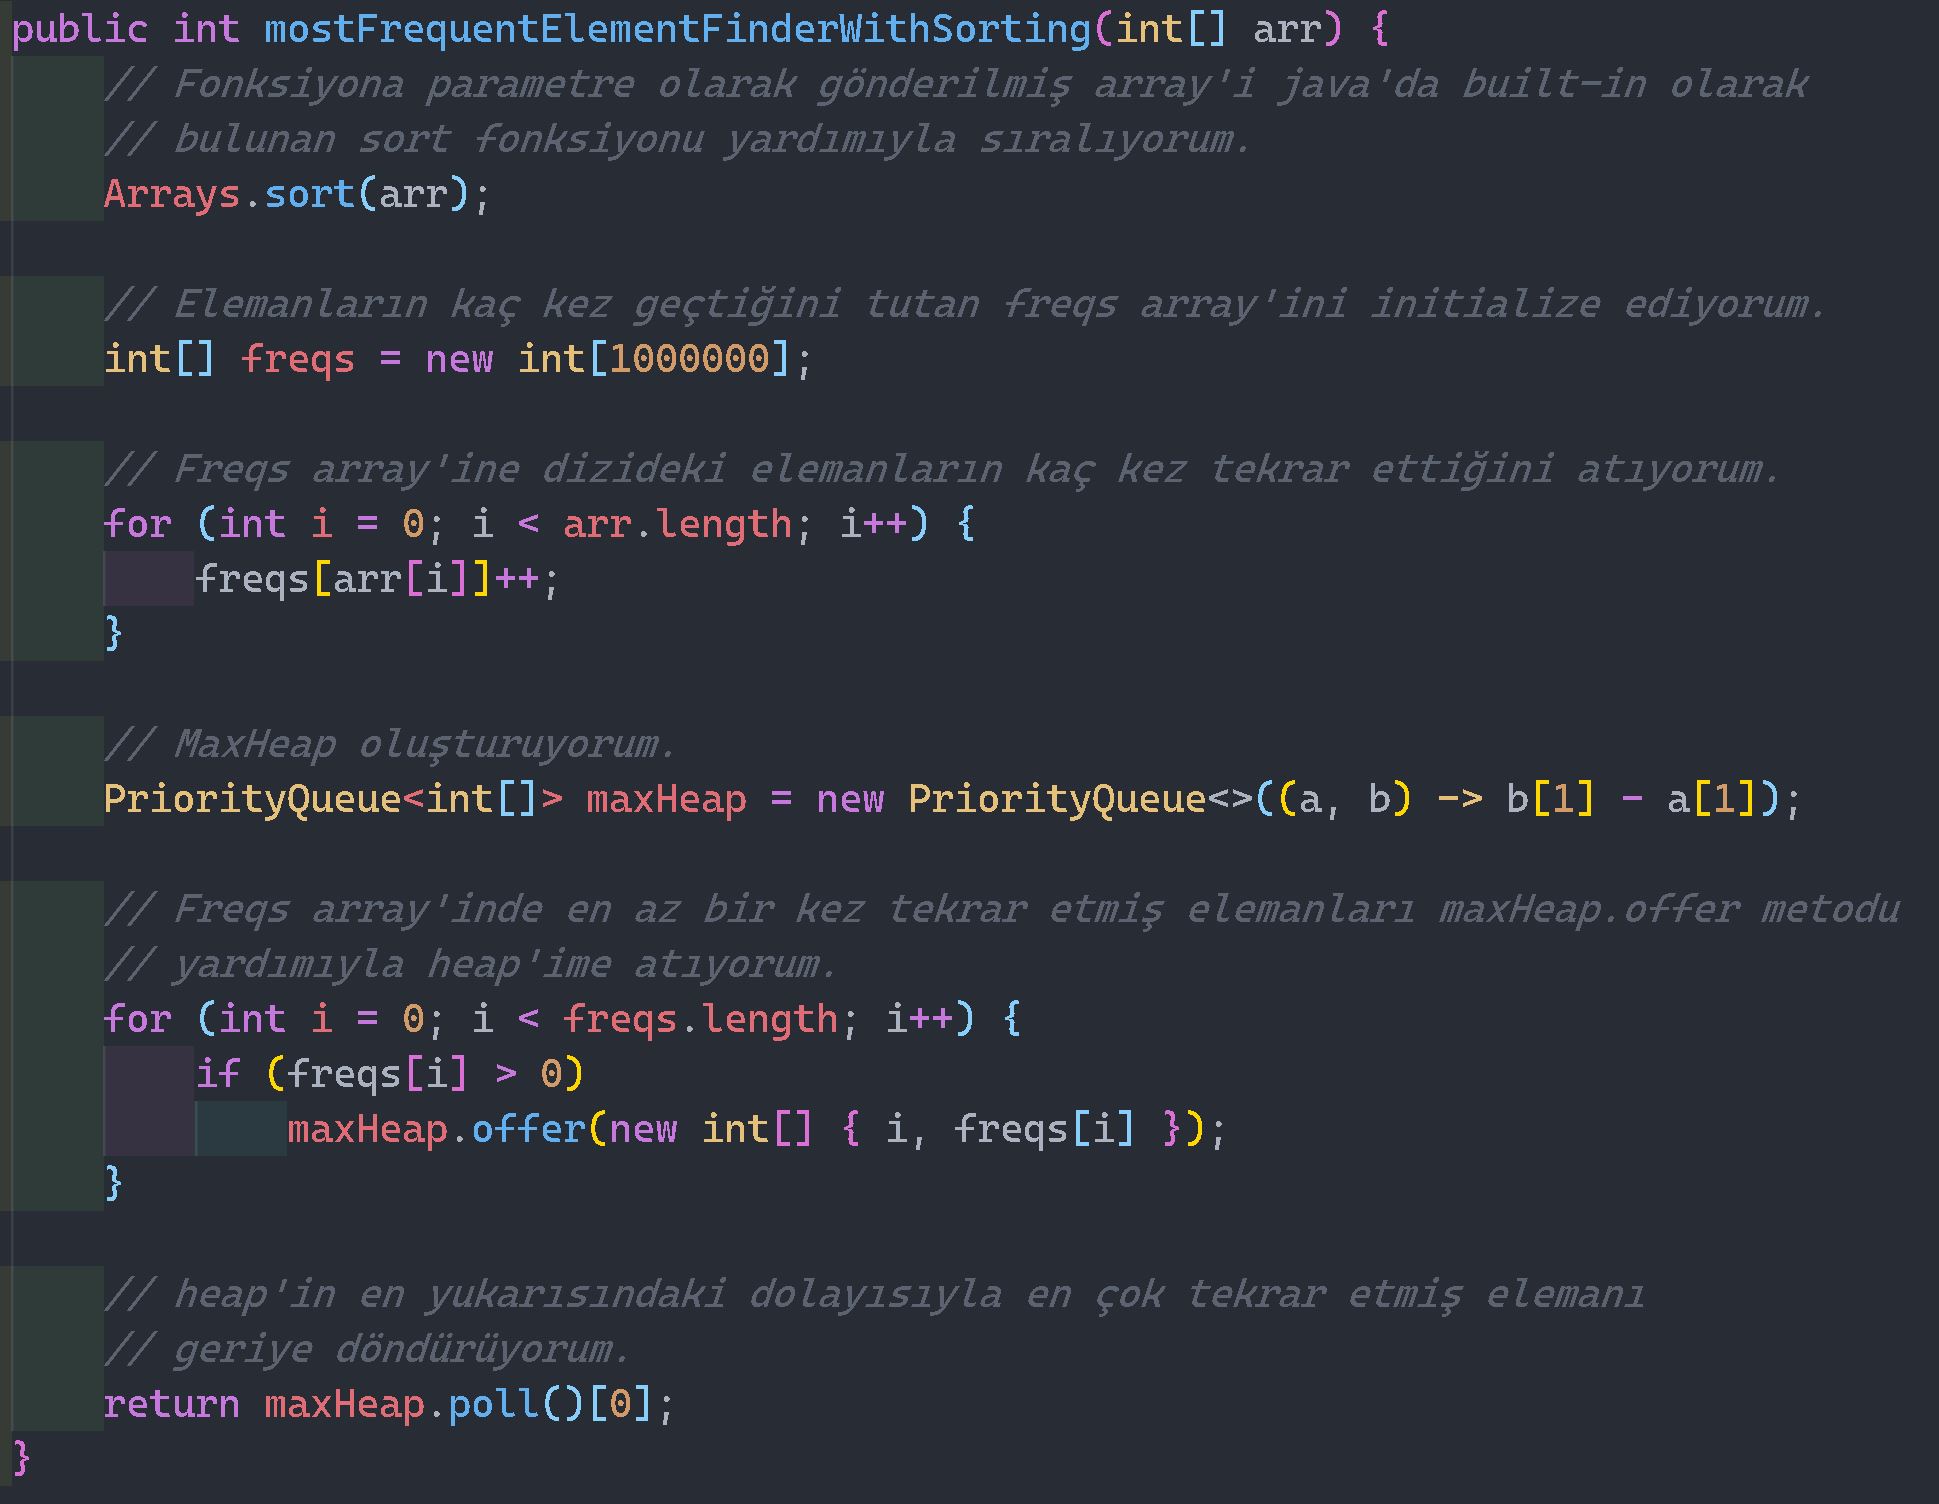 public int mostFrequentElementFinderWithSorting(int[] arr) {
// Fonksiyona parametre olarak gönderilmiş array'i java'da built-in olarak
// bulunan sort fonksiyonu yardımıyla sıralıyorum.
Arrays.sort(arr);
// Elemanların kaç kez geçtiğini tutan freqs array'ini initialize ediyorum.
int[] freqs = new int[1000000];
// Freqs array'ine dizideki elemanların kaç kez tekrar ettiğini atıyorum.
for (int i = 0; i < arr.length; i++) {
freqs[arr[i]]++;
}
// MaxHeap oluşturuyorum.
PriorityQueue<int[]> maxHeap = new PriorityQueue<>((a, b) -> b[1] - a[1]);
// Freqs array'inde en az bir kez tekrar etmiş elemanları maxHeap.offer metodu
// yardımıyla heap'ime atıyorum.
for (int i = 0; i < freqs.length; i++) {
if (freqs[i] > 0)
maxHeap.offer(new int[] { i, freqs[i] });
}
// heap'in en yukarısındaki dolayısıyla en çok tekrar etmiş elemanı
// geriye döndürüyorum.
return maxHeap.poll()[0];
}